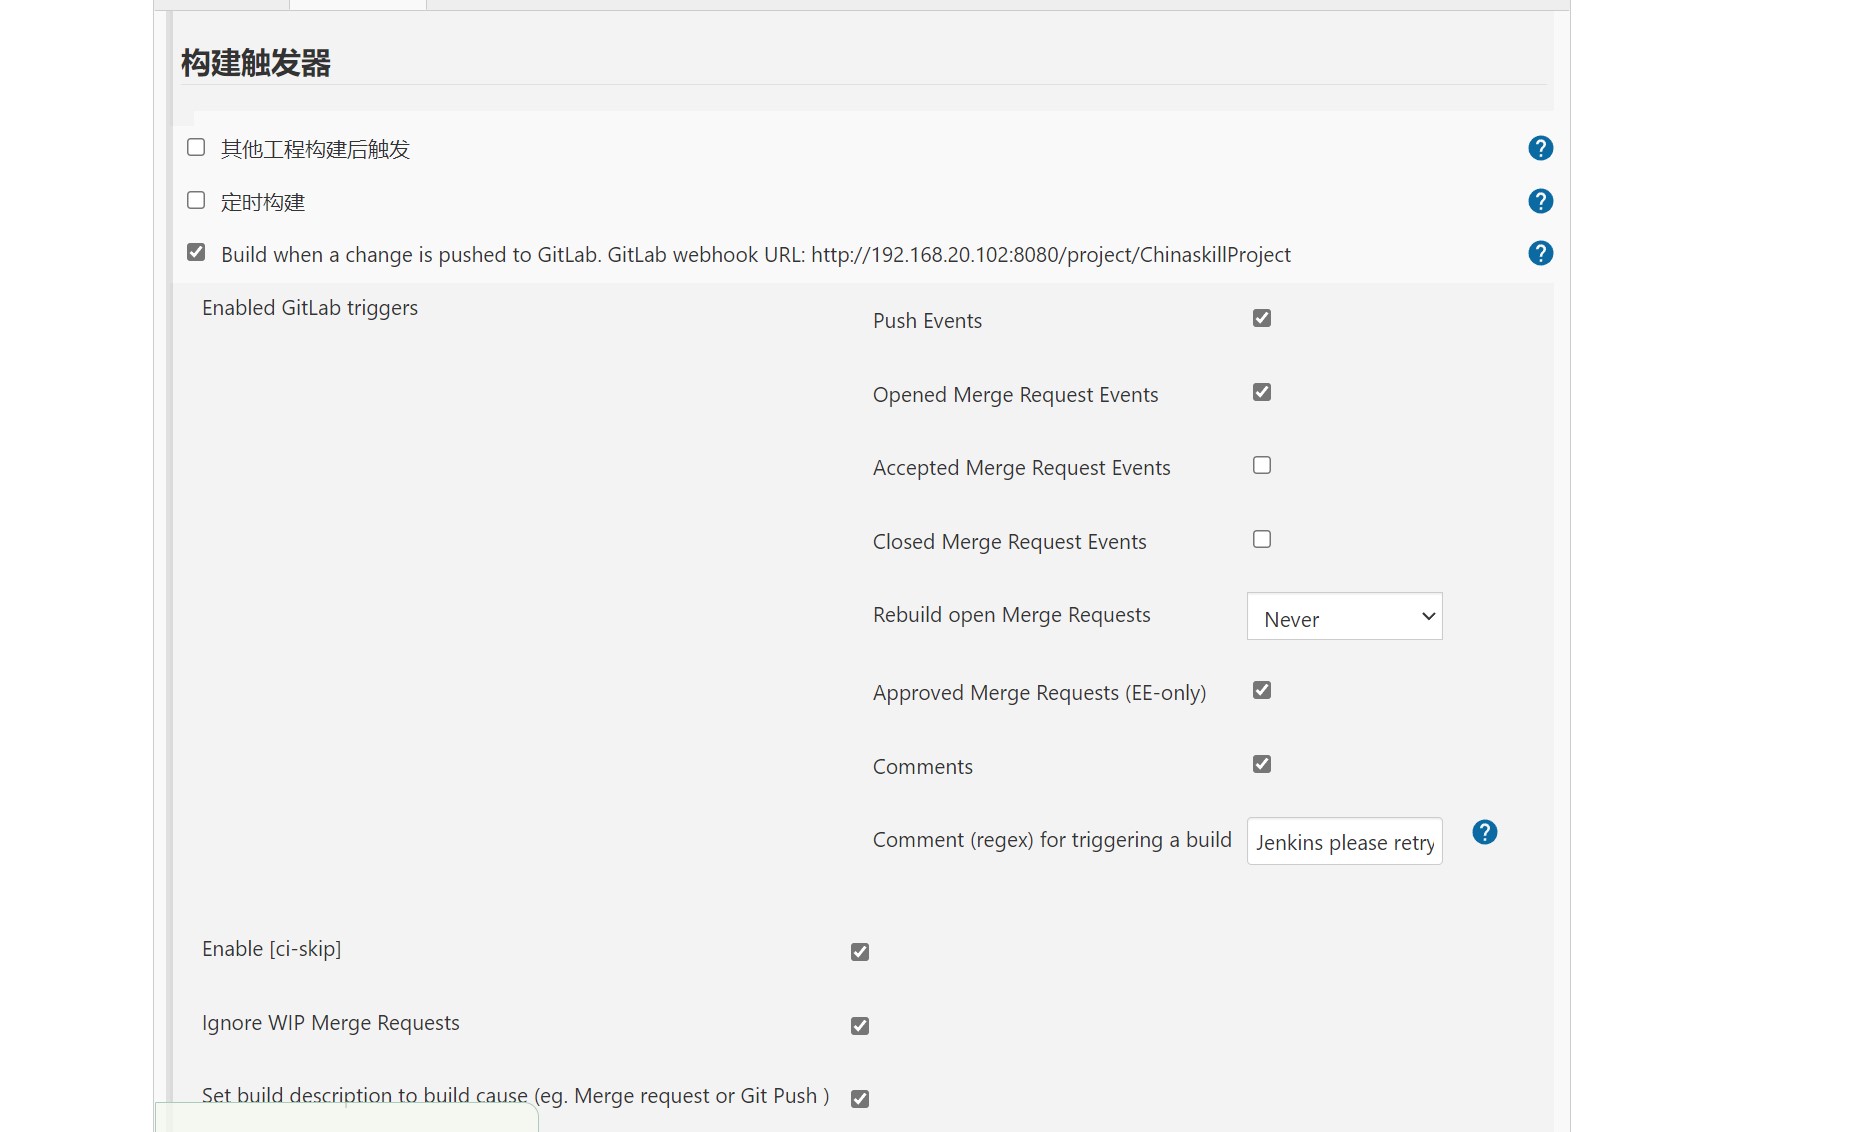 构建触发器
其他工程构建后触发
定时构建
Build when a change is pushed to GitLab. GitLab webhook URL: http://192.168.20.102:8080/project/ChinaskillProject
Enabled GitLab triggers
Push Events
Opened Merge Request Events
Accepted Merge Request Events
Closed Merge Request Events
Rebuild open Merge Requests Never
Approved Merge Requests (EE-only)
Comments
Comment (regex) for triggering a build Jenkins please retry
Enable [ci-skip]
Ignore WIP Merge Requests
Set build description to build cause (eg. Merge request or Git Push )